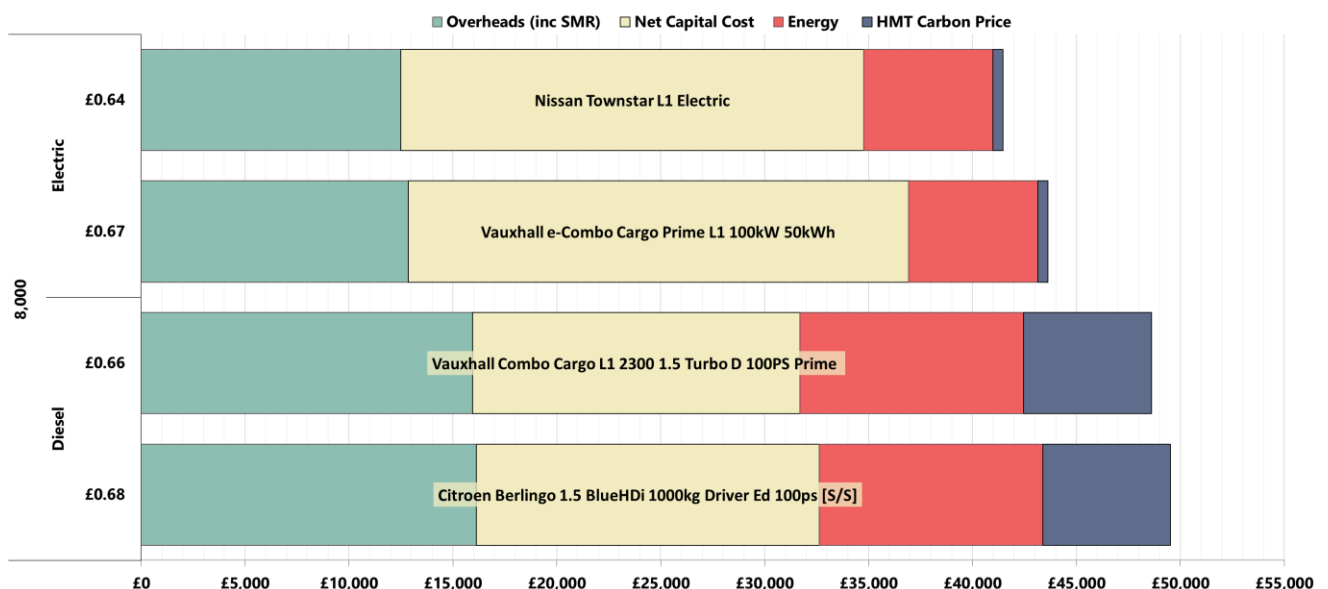 Overheads (inc SMR) Net Capital Cost Energy HMT Carbon Price
£0.64
Nissan Townstar L1 Electric
Electric
£0.67
Vauxhall e-Combo Cargo Prime L1 100kW 50kWh
8,000
£0.66
Vauxhall Combo Cargo L1 2300 1.5 Turbo D 100PS Prime
Diesel
£0.68
Citroen Berlingo 1.5 BlueHDi 1000kg Driver Ed 100ps [S/S]
£0 £5,000 £10,000 £15,000 £20,000 £25,000 £30,000 £35,000 £40,000 £45,000 £50,000 £55,000